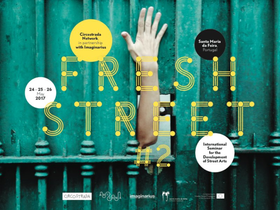 Circostrada
Network
in partnership
with Imaginarius
Santa Maria
da Feira
Portugal
FRESH
24 - 25 - 26
May
2017
STREET
#2
International
Seminar
for the
Development
of Street Arts
imaginarius